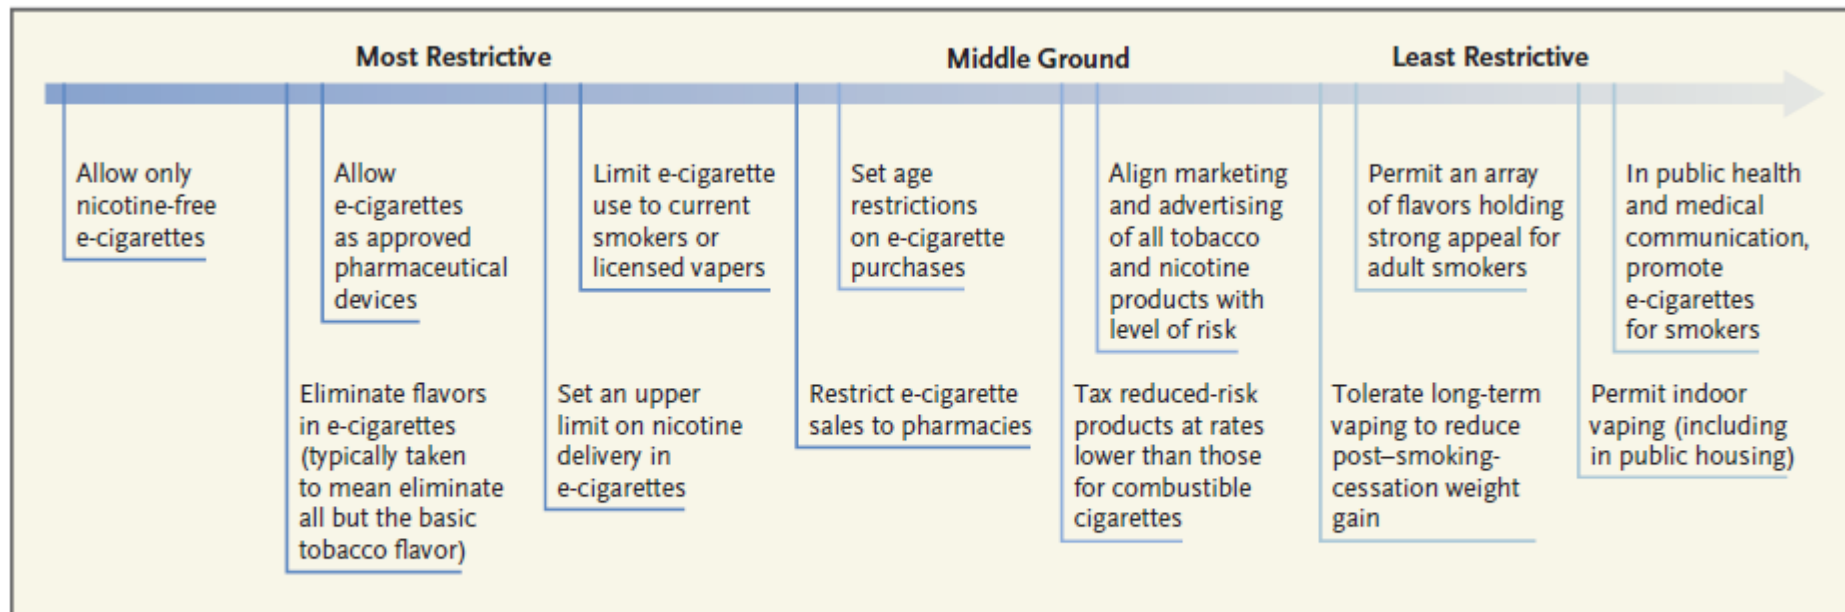 Most Restrictive
Middle Ground
Least Restrictive
Allow only
nicotine-free
e-cigarettes
Eliminate flavors
in e-cigarettes
(typically taken
to mean eliminate
all but the basic
tobacco flavor)
Allow
e-cigarettes
as approved
pharmaceutical
devices
Set an upper
limit on nicotine
delivery in
e-cigarettes
Limit e-cigarette
use to current
smokers or
licensed vapers
Restrict e-cigarette
sales to pharmacies
Set age
restrictions
on e-cigarette
purchases
Tax reduced-risk
products at rates
lower than those
for combustible
cigarettes
Align marketing
and advertising
of all tobacco
and nicotine
products with
level of risk
Tolerate long-term
vaping to reduce
post–smoking-
cessation weight
gain
Permit an array
of flavors holding
strong appeal for
adult smokers
Permit indoor
vaping (including
in public housing)
In public health
and medical
communication,
promote
e-cigarettes
for smokers